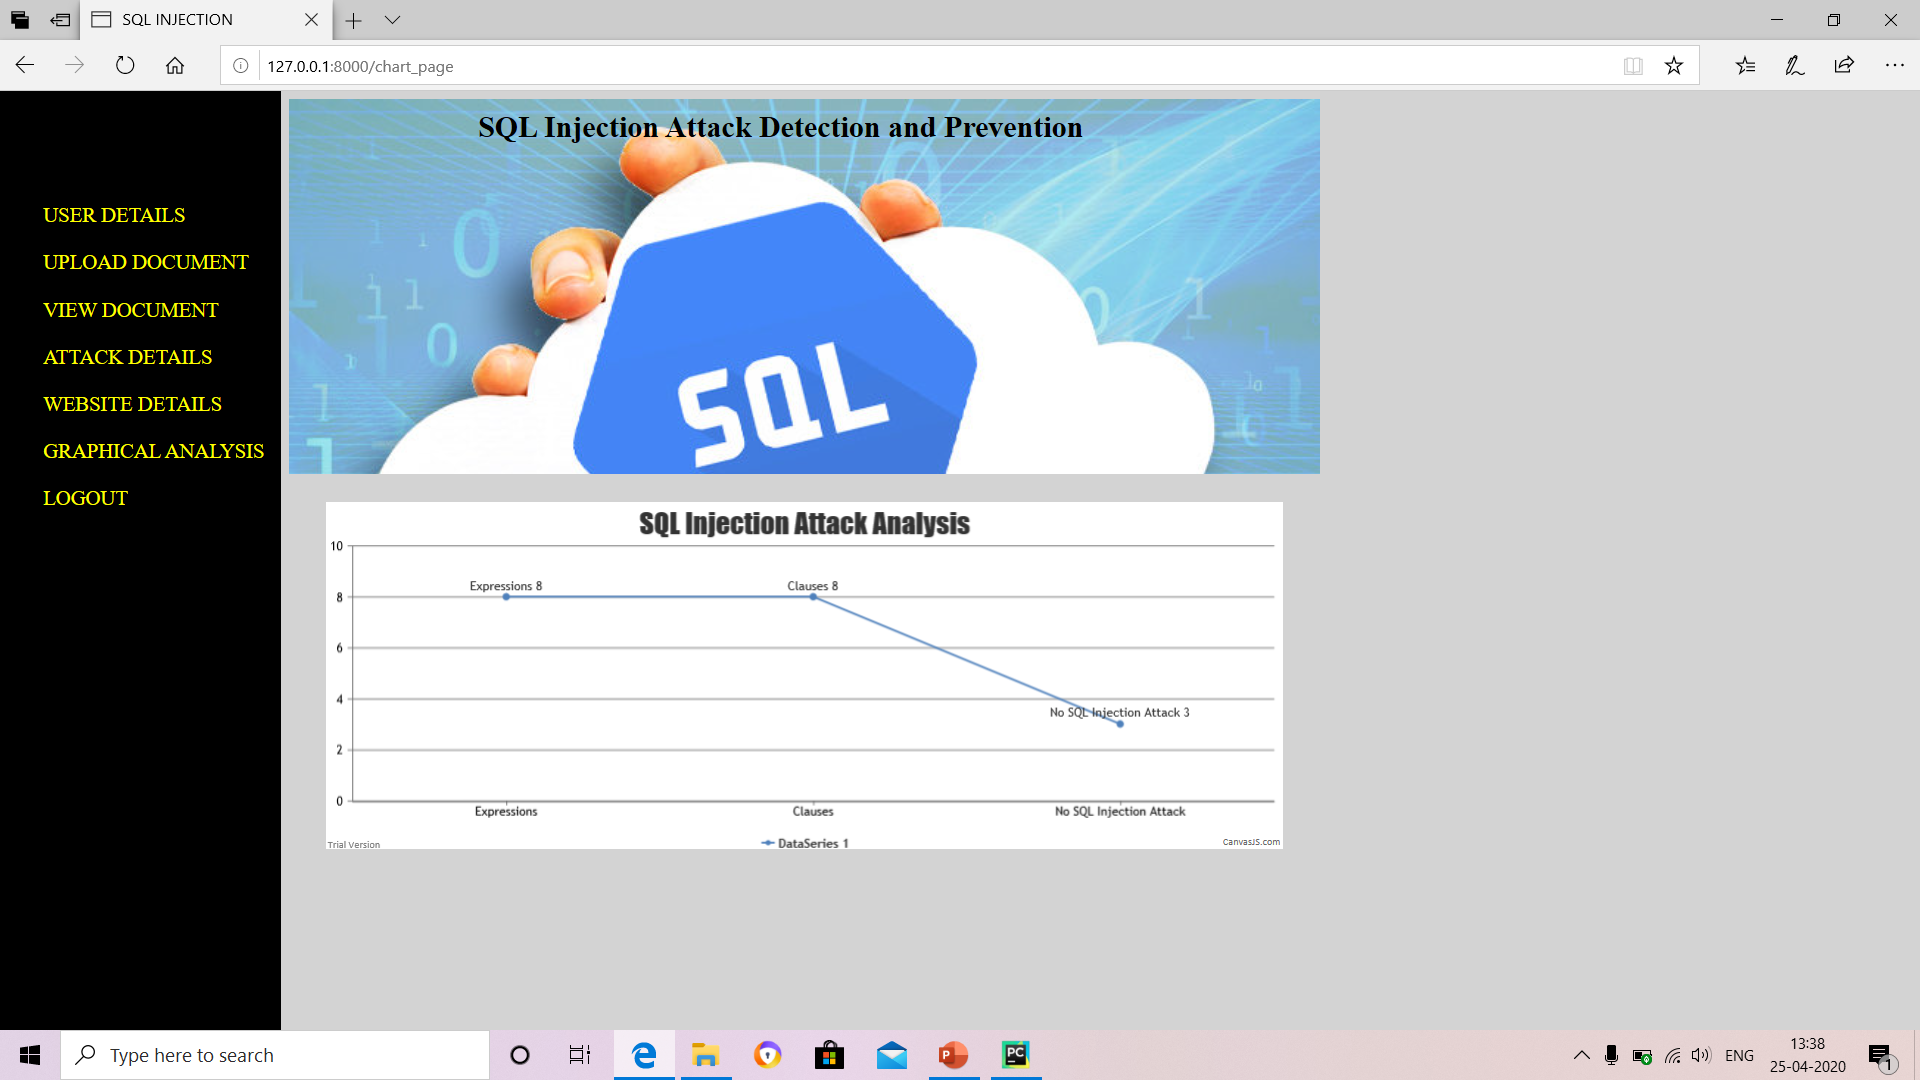 SQL INJECTION
127.0.0.1:8000/chart_page
SQL Injection Attack Detection and Prevention
USER DETAILS
UPLOAD DOCUMENT
VIEW DOCUMENT
ATTACK DETAILS
WEBSITE DETAILS
GRAPHICAL ANALYSIS
LOGOUT
SQL
SQL Injection Attack Analysis
10
8
6
4
2
0
Expressions 8
Clauses 8
No SQL Injection Attack 3
Expressions
Clauses
No SQL Injection Attack
DataSeries 1
Trial Version
CanvasJS.com
Type here to search
P
PC
ENG
13:38
25-04-2020
1